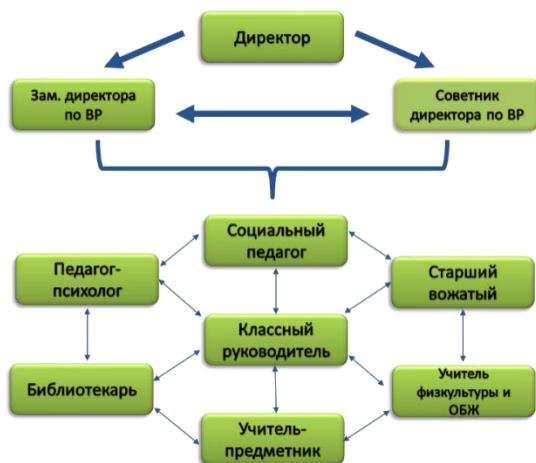 Директор
Зам. директора
по ВР
Советник
директора по ВР
Социальный
педагог
Педагог-
психолог
Старший
вожатый
Классный
руководитель
Библиотекарь
Учитель
физкультуры и
ОБЖ
Учитель-
предметник